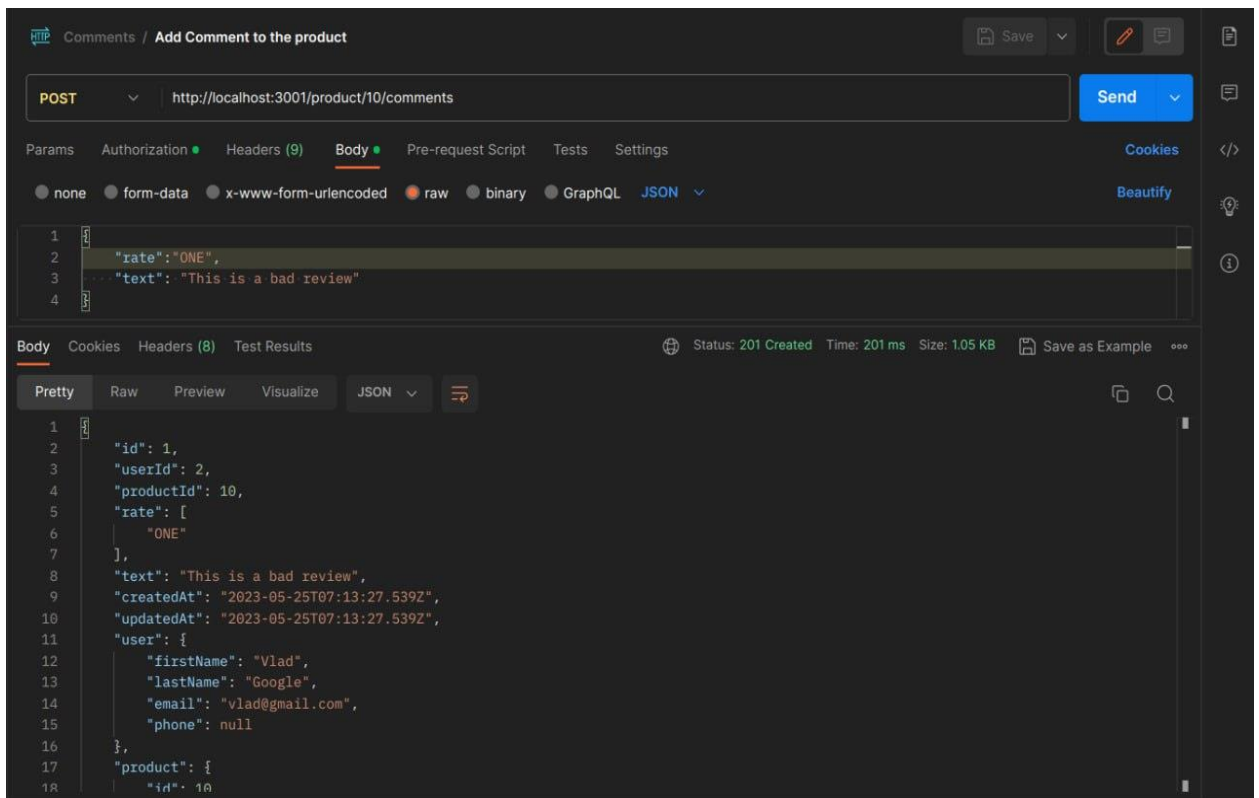 HTTP Comments / Add Comment to the product Save
POST http://localhost:3001/product/10/comments Send
Params Authorization Headers (9) Body Pre-request Script Tests Settings Cookies
none form-data x-www-form-urlencoded raw binary GraphQL JSON Beautify
1 {
2 "rate":"ONE",
3 "text": "This is a bad review"
4 }
Body Cookies Headers (8) Test Results Status: 201 Created Time: 201 ms Size: 1.05 KB Save as Example
Pretty Raw Preview Visualize JSON
1 {
2 "id": 1,
3 "userId": 2,
4 "productId": 10,
5 "rate": [
6 "ONE"
7 ],
8 "text": "This is a bad review",
9 "createdAt": "2023-05-25T07:13:27.539Z",
10 "updatedAt": "2023-05-25T07:13:27.539Z",
11 "user": {
12 "firstName": "Vlad",
13 "lastName": "Google",
14 "email": "vlad@gmail.com",
15 "phone": null
16 },
17 "product": {
18 "id": 10